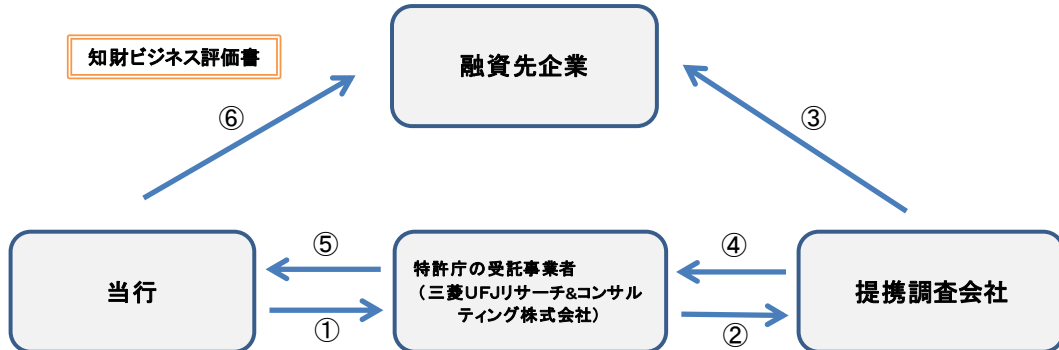 知財ビジネス評価書
融資先企業
⑥
③
当行
⑤
①
特許庁の受託事業者
(三菱UFJリサーチ&コンサル
ティング株式会社)
④
②
提携調査会社